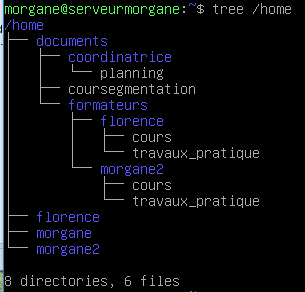 morgane@serveurmorgane:~$ tree /home
/home
├── documents
│   ├── coordinatrice
│   │   └── planning
│   ├── coursegmentation
│   └── formateurs
│       ├── florence
│       │   ├── cours
│       │   └── travaux_pratique
│       └── morgane2
│           ├── cours
│           └── travaux_pratique
├── florence
├── morgane
└── morgane2

8 directories, 6 files